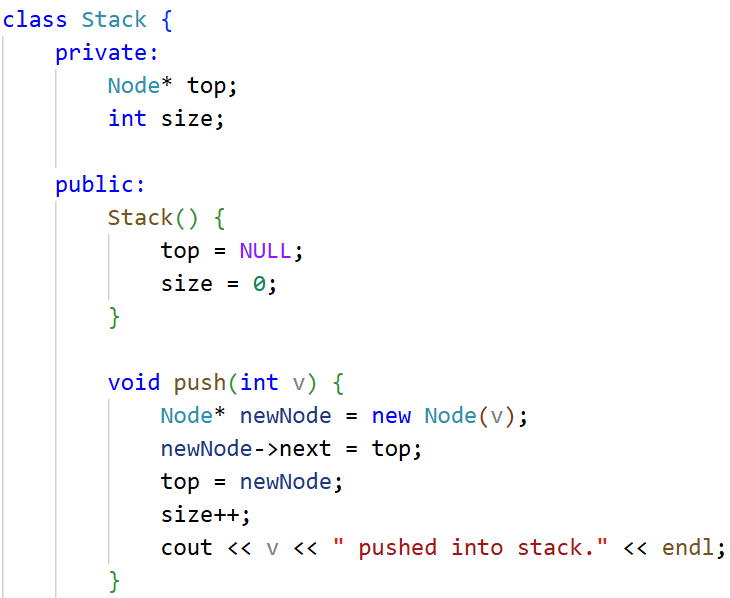 class Stack {
    private:
        Node* top;
        int size;

    public:
        Stack() {
            top = NULL;
            size = 0;
        }

        void push(int v) {
            Node* newNode = new Node(v);
            newNode->next = top;
            top = newNode;
            size++;
            cout << v << " pushed into stack." << endl;
        }